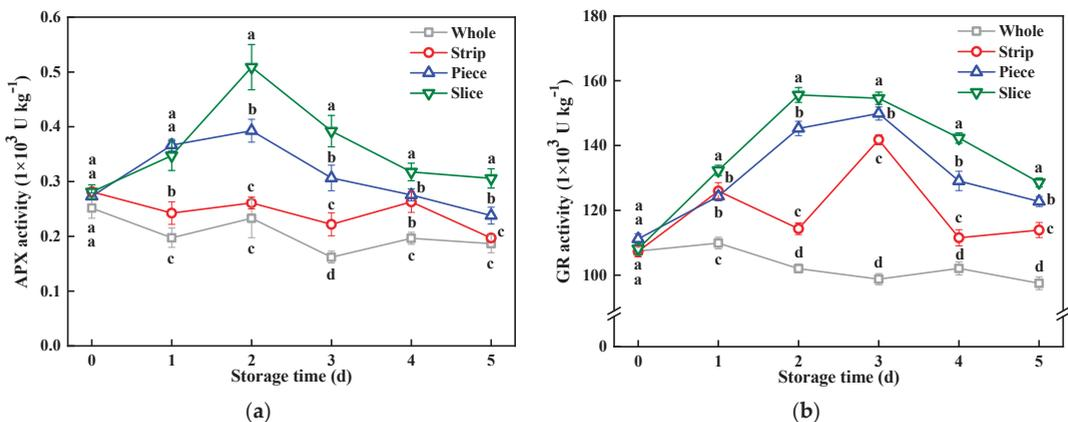 0.6
0.5
0.4
0.3
0.2
0.1
0.0
APX activity (1×10³ U kg⁻¹)
Whole
Strip
Piece
Slice
a
a
a
a
a
a
b
c
a
b
c
c
a
b
c
d
a
b
b
c
a
b
c
c
0 1 2 3 4 5
Storage time (d)
(a)
180
160
140
120
100
0
GR activity (1×10³ U kg⁻¹)
Whole
Strip
Piece
Slice
a
a
a
a
a
b
b
c
a
b
c
d
a
b
c
d
a
b
c
d
a
b
c
d
0 1 2 3 4 5
Storage time (d)
(b)